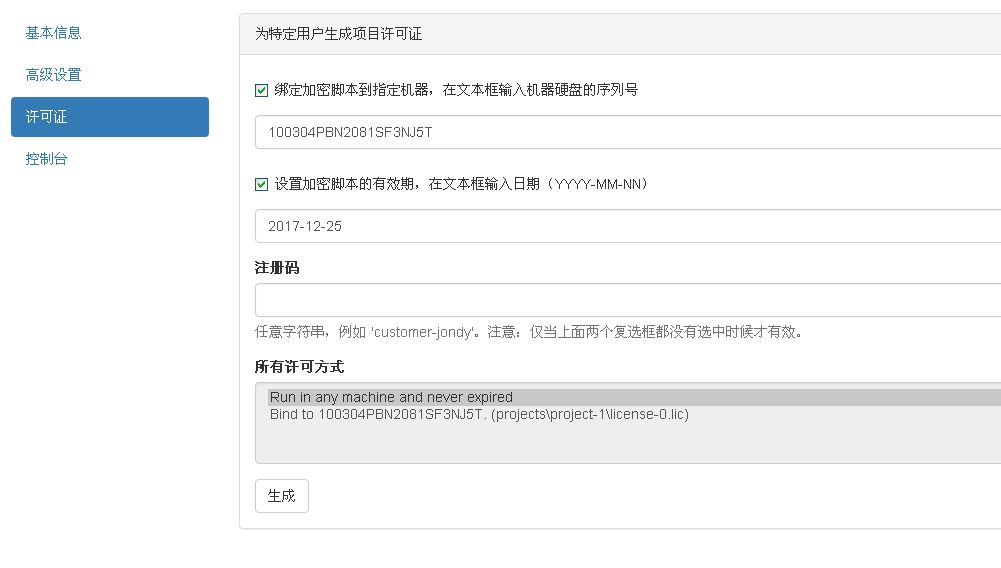 基本信息
高级设置
许可证
控制台
为特定用户生成项目许可证
绑定加密脚本到指定机器，在文本框输入机器硬盘的序列号
100304PBN2081SF3NJ5T
设置加密脚本的有效期，在文本框输入日期（YYYY-MM-NN）
2017-12-25
注册码
任意字符串，例如 'customer-jondy'。注意：仅当上面两个复选框都没有选中时候才有效。
所有许可方式
Run in any machine and never expired
Bind to 100304PBN2081SF3NJ5T. (projects\project-1\license-0.lic)
生成